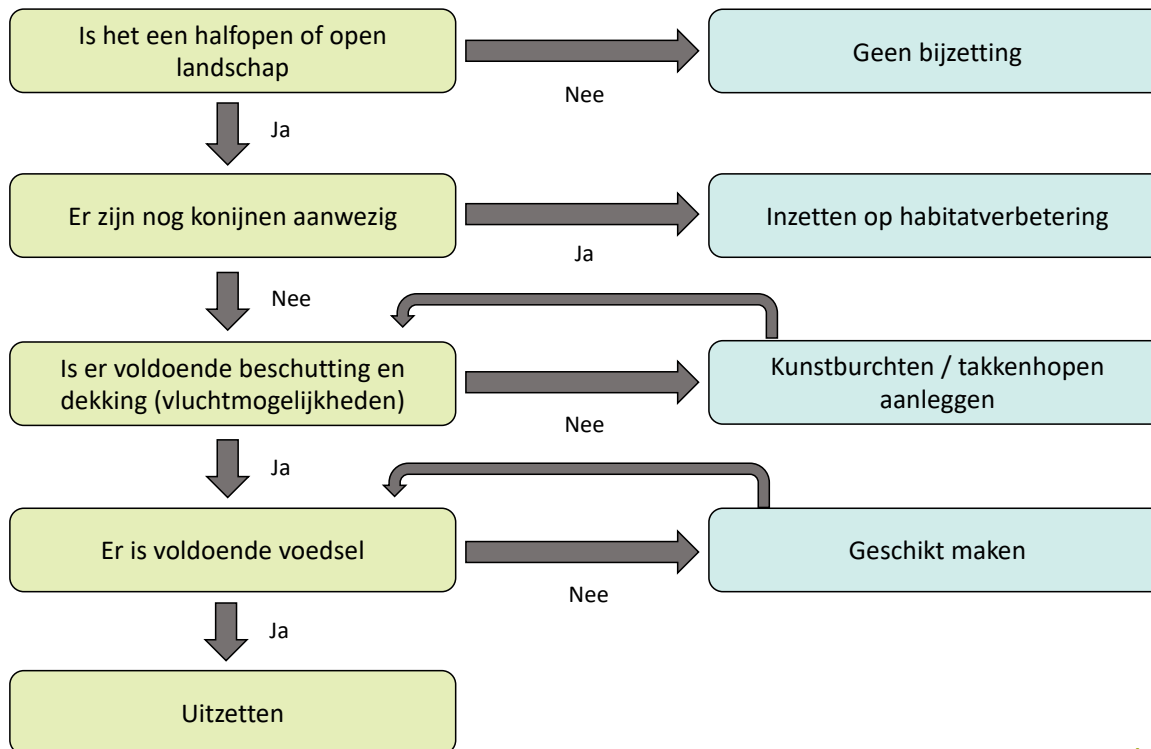 Is het een halfopen of open
landschap
Geen bijzetting
Nee
Ja
Er zijn nog konijnen aanwezig
Inzetten op habitatverbetering
Ja
Nee
Is er voldoende beschutting en
dekking (vluchtmogelijkheden)
Kunstburchten / takkenhopen
aanleggen
Nee
Ja
Er is voldoende voedsel
Geschikt maken
Nee
Ja
Uitzetten